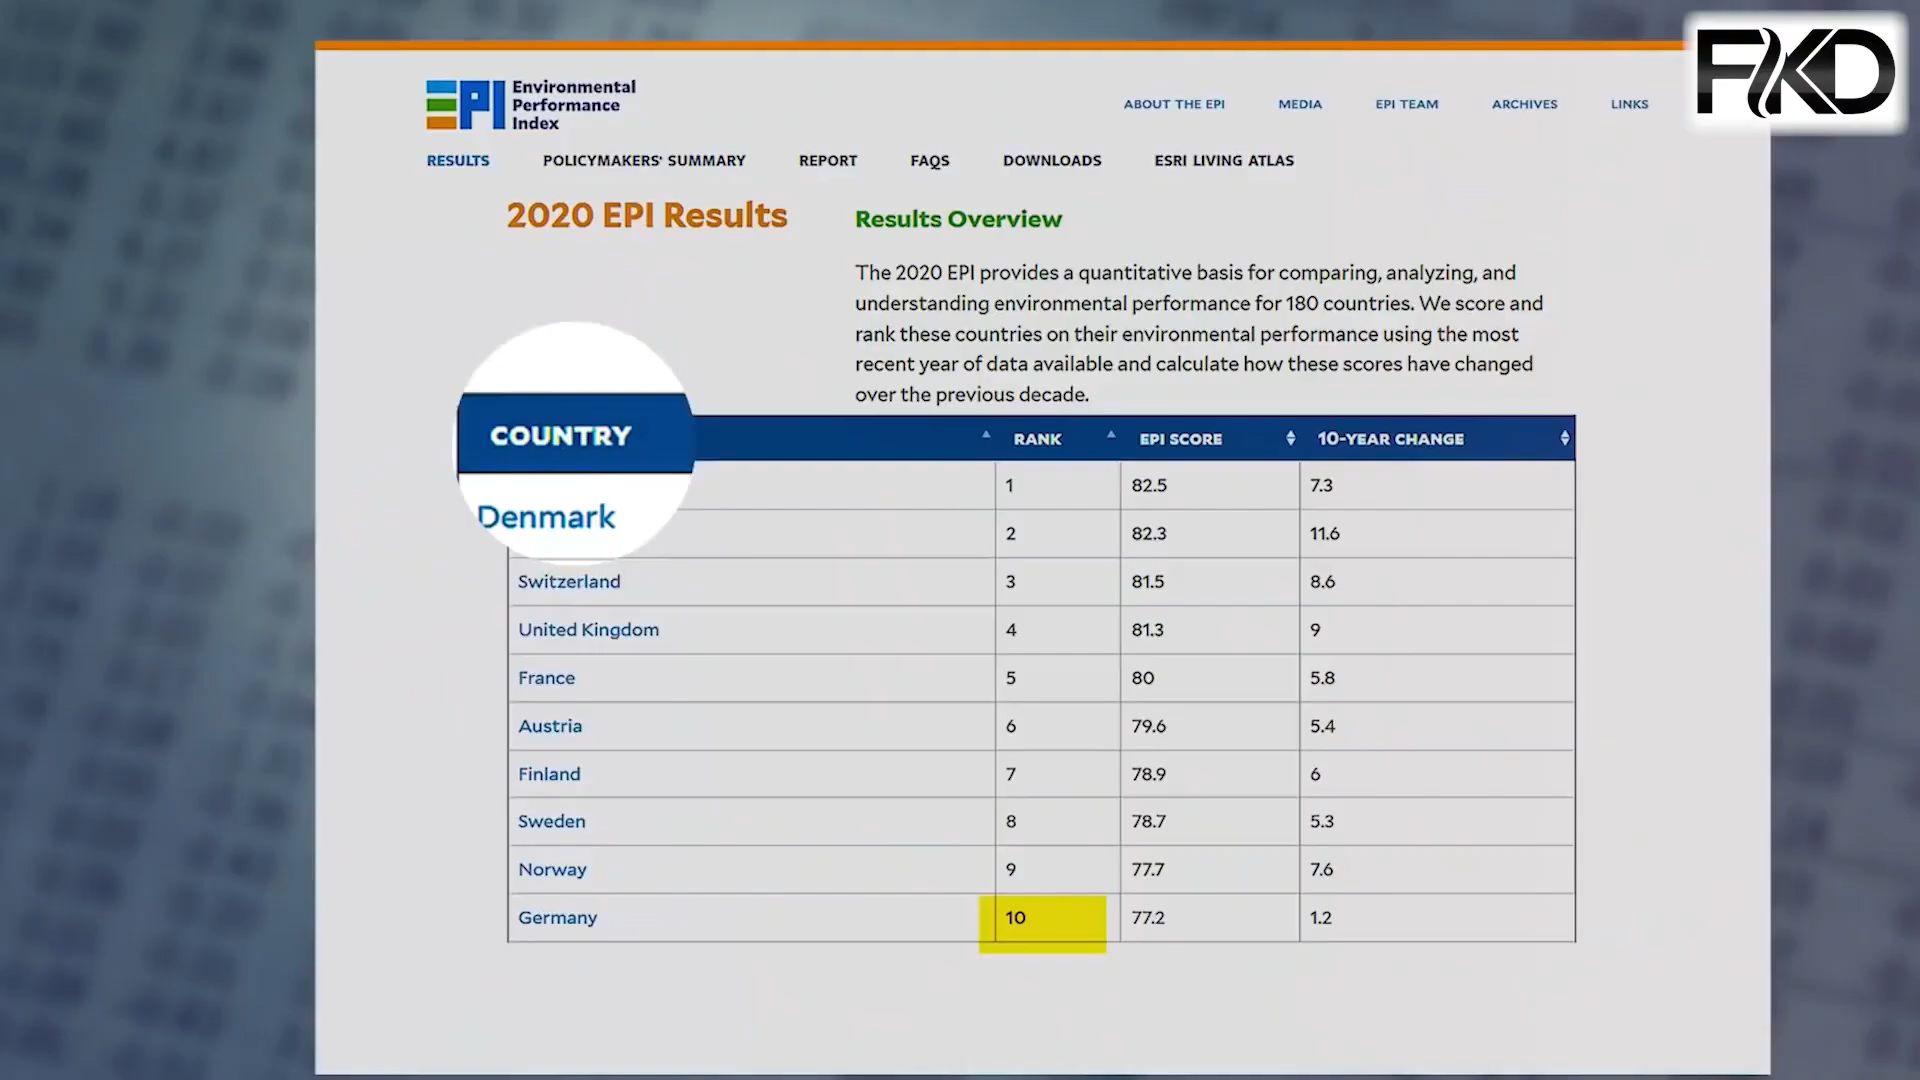 FKD
EPI Environmental
Performance
Index
ABOUT THE EPI MEDIA EPI TEAM ARCHIVES LINKS
RESULTS POLICYMAKERS' SUMMARY REPORT FAQS DOWNLOADS ESRI LIVING ATLAS
2020 EPI Results
Results Overview
The 2020 EPI provides a quantitative basis for comparing, analyzing, and
understanding environmental performance for 180 countries. We score and
rank these countries on their environmental performance using the most
recent year of data available and calculate how these scores have changed
over the previous decade.
COUNTRY RANK EPI SCORE 10-YEAR CHANGE
Denmark 1 82.5 7.3
2 82.3 11.6
Switzerland 3 81.5 8.6
United Kingdom 4 81.3 9
France 5 80 5.8
Austria 6 79.6 5.4
Finland 7 78.9 6
Sweden 8 78.7 5.3
Norway 9 77.7 7.6
Germany 10 77.2 1.2